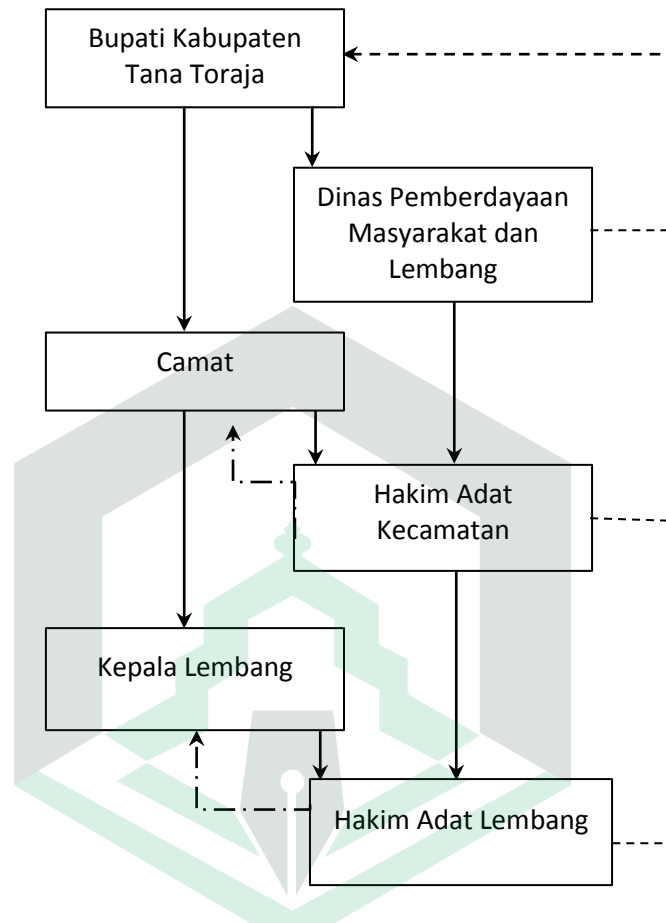 Bupati Kabupaten
Tana Toraja
Dinas Pemberdayaan
Masyarakat dan
Lembang
Camat
Hakim Adat
Kecamatan
Kepala Lembang
Hakim Adat Lembang